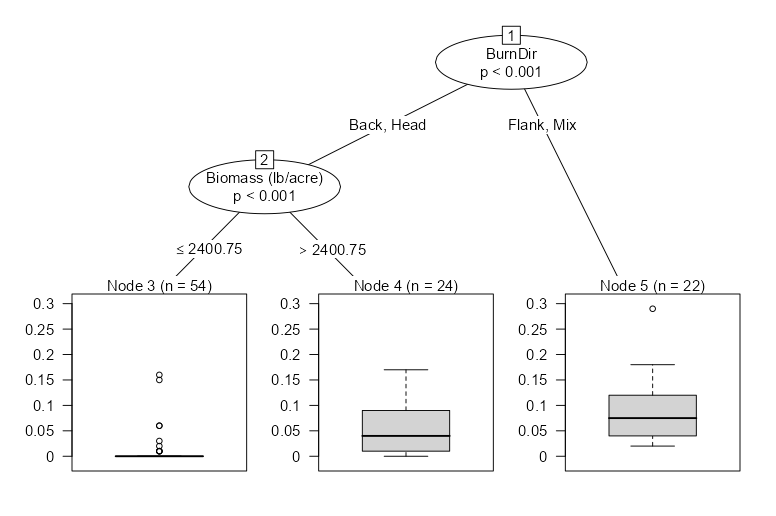 1
BurnDir
p < 0.001
Back, Head
Flank, Mix
2
Biomass (lb/acre)
p < 0.001
≤ 2400.75
> 2400.75
Node 3 (n = 54)
0.3
0.25
0.2
0.15
0.1
0.05
0
Node 4 (n = 24)
0.3
0.25
0.2
0.15
0.1
0.05
0
Node 5 (n = 22)
0.3
0.25
0.2
0.15
0.1
0.05
0